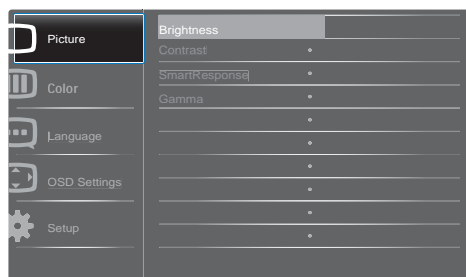 Picture
Color
Language
OSD Settings
Setup
Brightness
Contrast
SmartResponse
Gamma